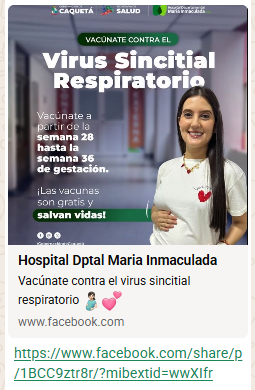 CAQUETÁ
SALUD
Maria Inmaculada
VACÚNATE CONTRA EL
Virus Sincitial
Respiratorio
Vacúnate a
partir de la
semana 28
hasta la
semana 36
de gestación.
¡Las vacunas
son gratis y
salvan vidas!
Hospital Dptal Maria Inmaculada
Vacúnate contra el virus sincitial
respiratorio 🤰🏻💕
www.facebook.com
https://www.facebook.com/share/p
/1BCC9ztr8r/?mibextid=wwXIfr